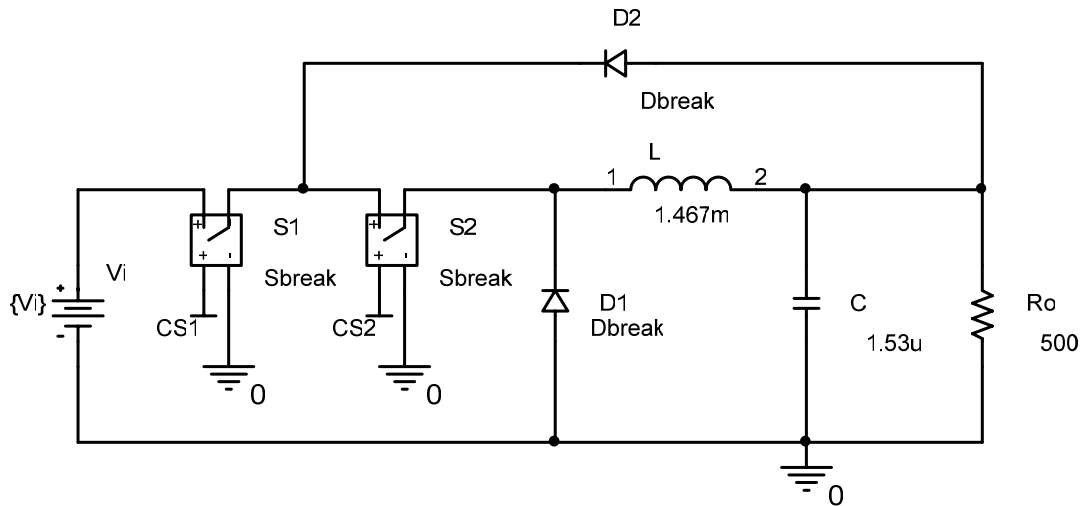 D2
Dbreak
L
1 2
1.467m
+ - S1
+ -
Sbreak
+ - S2
+ -
Sbreak
Vi
+
{Vi}
-
CS1
CS2
D1
Dbreak
C
1.53u
Ro
500
0
0
0